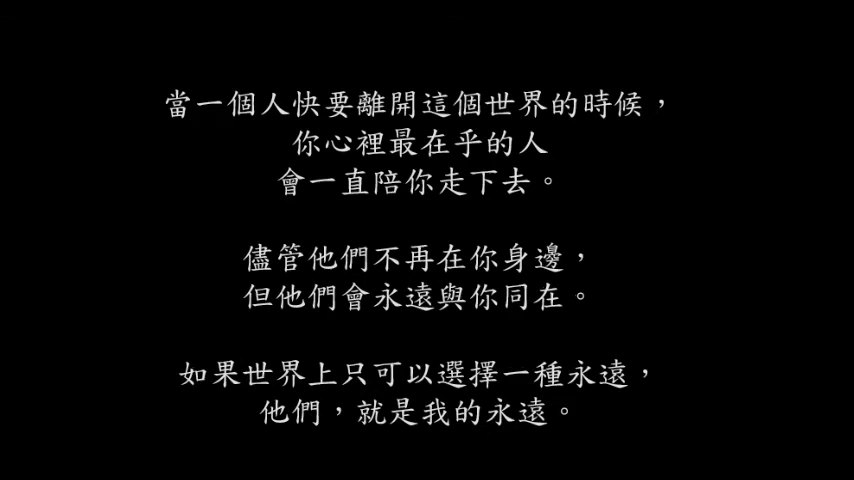 當一個人快要離開這個世界的時候，
你心裡最在乎的人
會一直陪你走下去。
儘管他們不再在你身邊，
但他們會永遠與你同在。
如果世界上只可以選擇一種永遠，
他們，就是我的永遠。